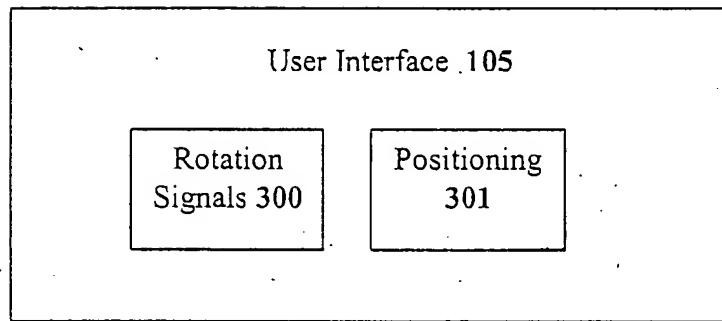 User Interface 105
Rotation
Signals 300
Positioning
301